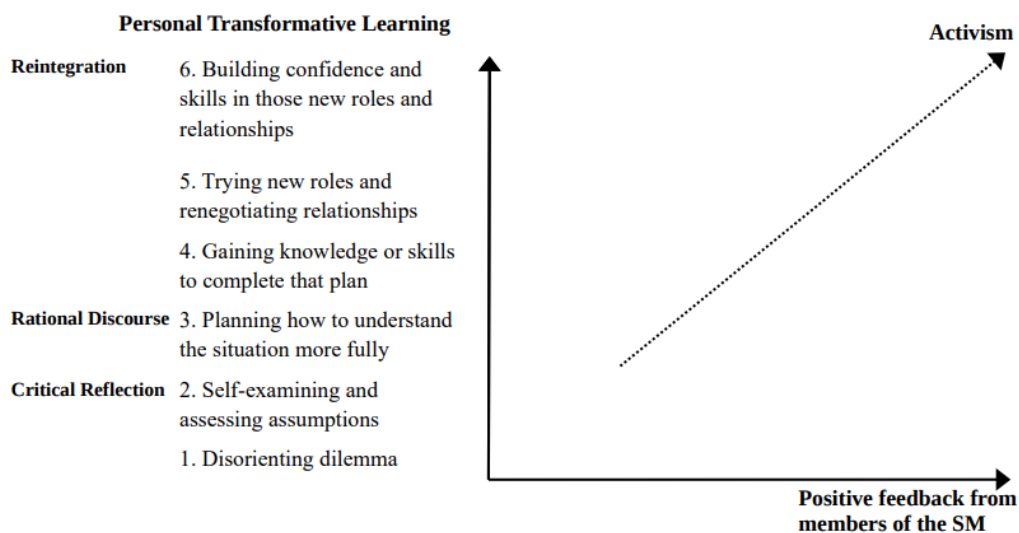 Personal Transformative Learning
Activism
Reintegration
6. Building confidence and
skills in those new roles and
relationships
5. Trying new roles and
renegotiating relationships
4. Gaining knowledge or skills
to complete that plan
Rational Discourse
3. Planning how to understand
the situation more fully
Critical Reflection
2. Self-examining and
assessing assumptions
1. Disorienting dilemma
Positive feedback from
members of the SM